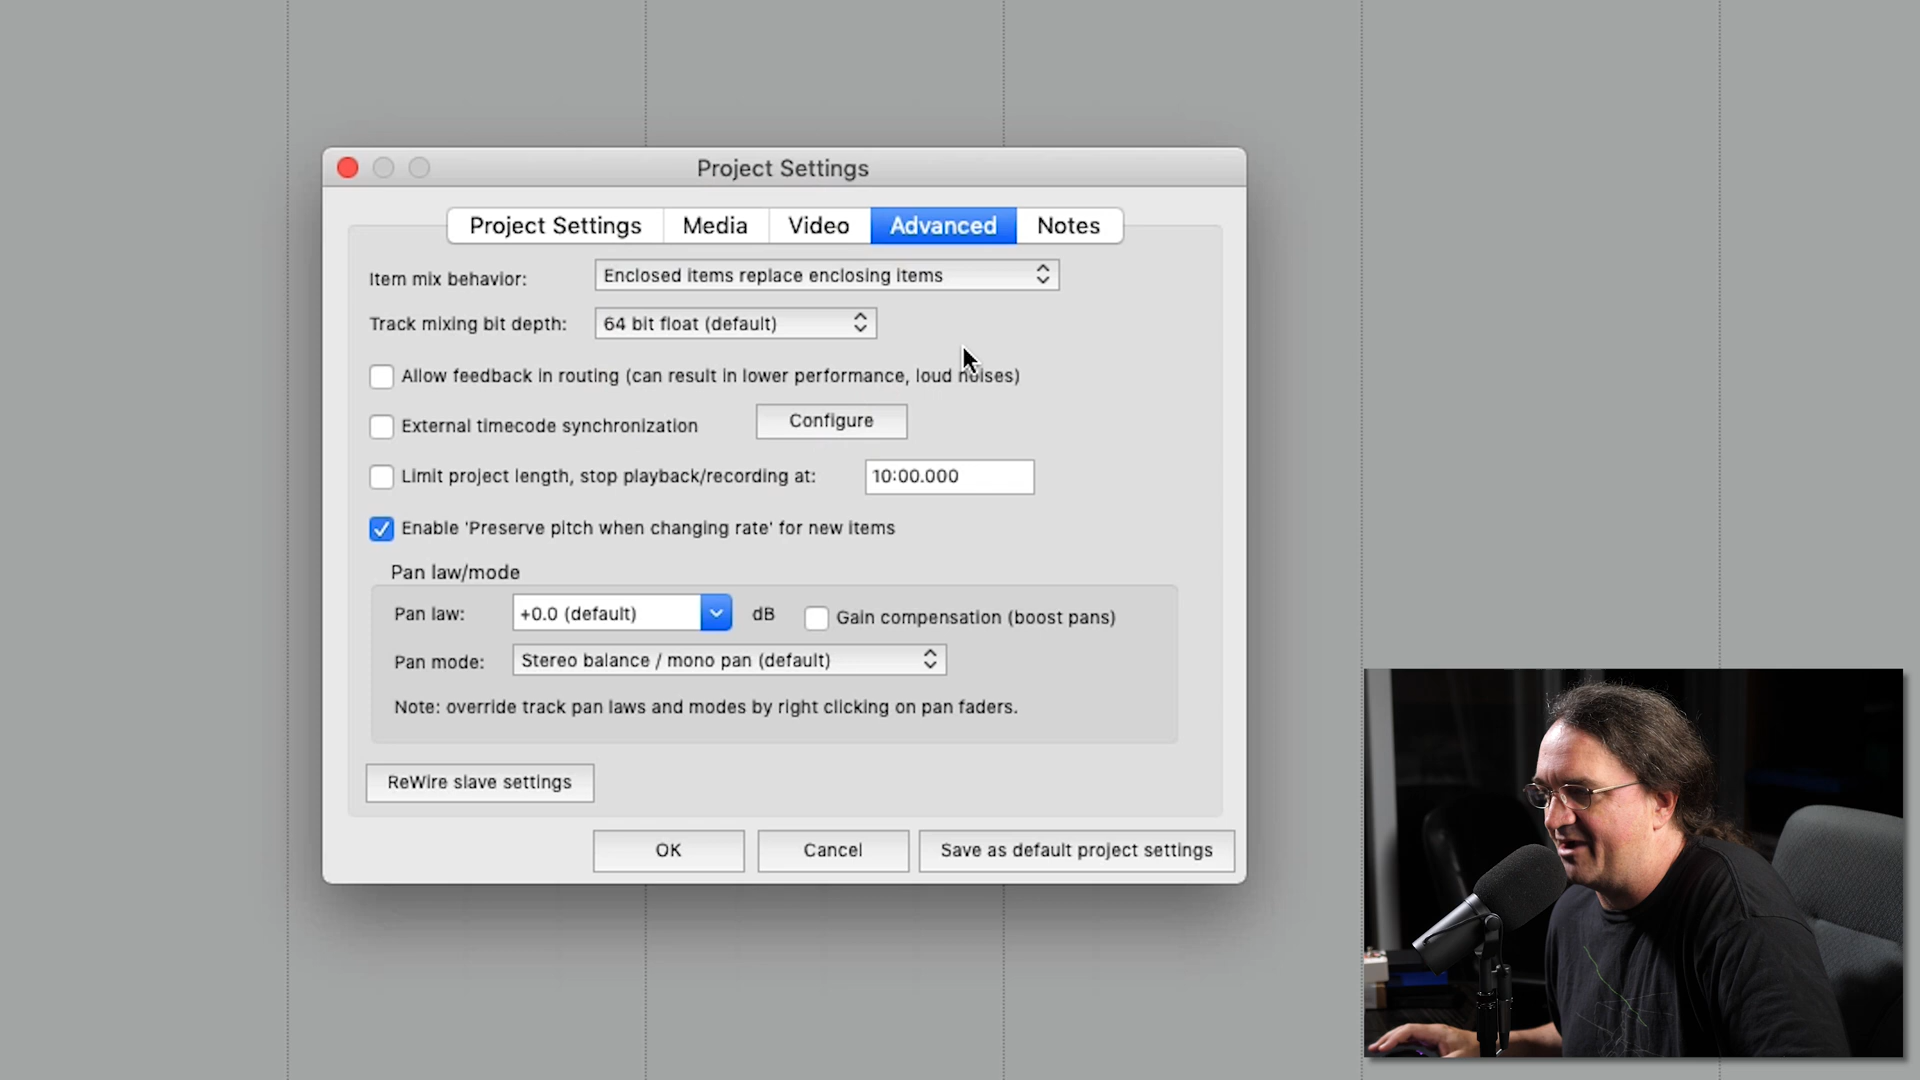 Project Settings
Project Settings Media Video Advanced Notes
Item mix behavior: Enclosed items replace enclosing items
Track mixing bit depth: 64 bit float (default)
Allow feedback in routing (can result in lower performance, loud noises)
External timecode synchronization Configure
Limit project length, stop playback/recording at: 10:00.000
Enable 'Preserve pitch when changing rate' for new items
Pan law/mode
Pan law: +0.0 (default) dB Gain compensation (boost pans)
Pan mode: Stereo balance / mono pan (default)
Note: override track pan laws and modes by right clicking on pan faders.
ReWire slave settings
OK Cancel Save as default project settings